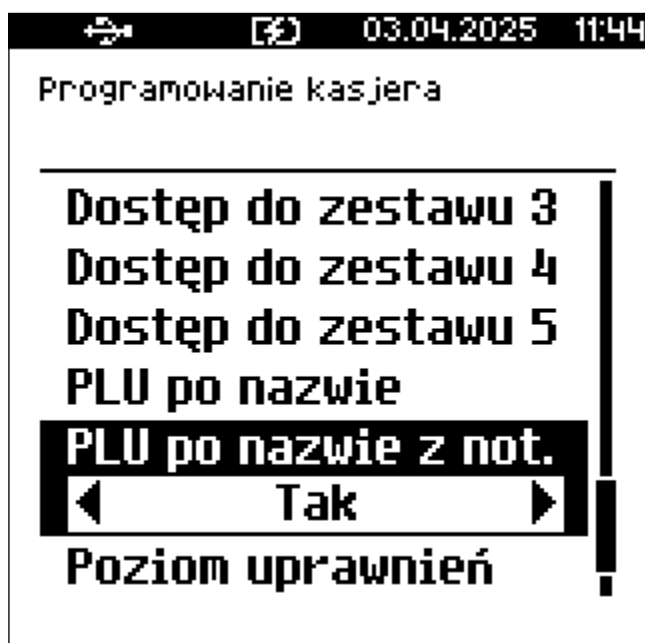 03.04.2025 11:44
Programowanie kasjera
Dostęp do zestawu 3
Dostęp do zestawu 4
Dostęp do zestawu 5
PLU po nazwie
PLU po nazwie z not.
Tak
Poziom uprawnień